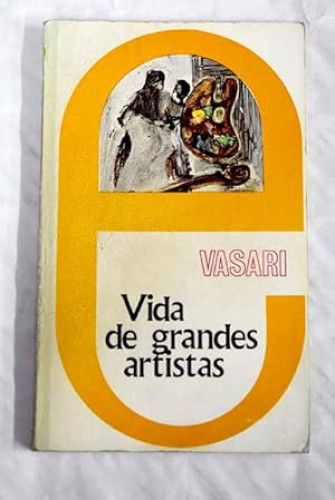 VASARI
Vida
de grandes
artistas